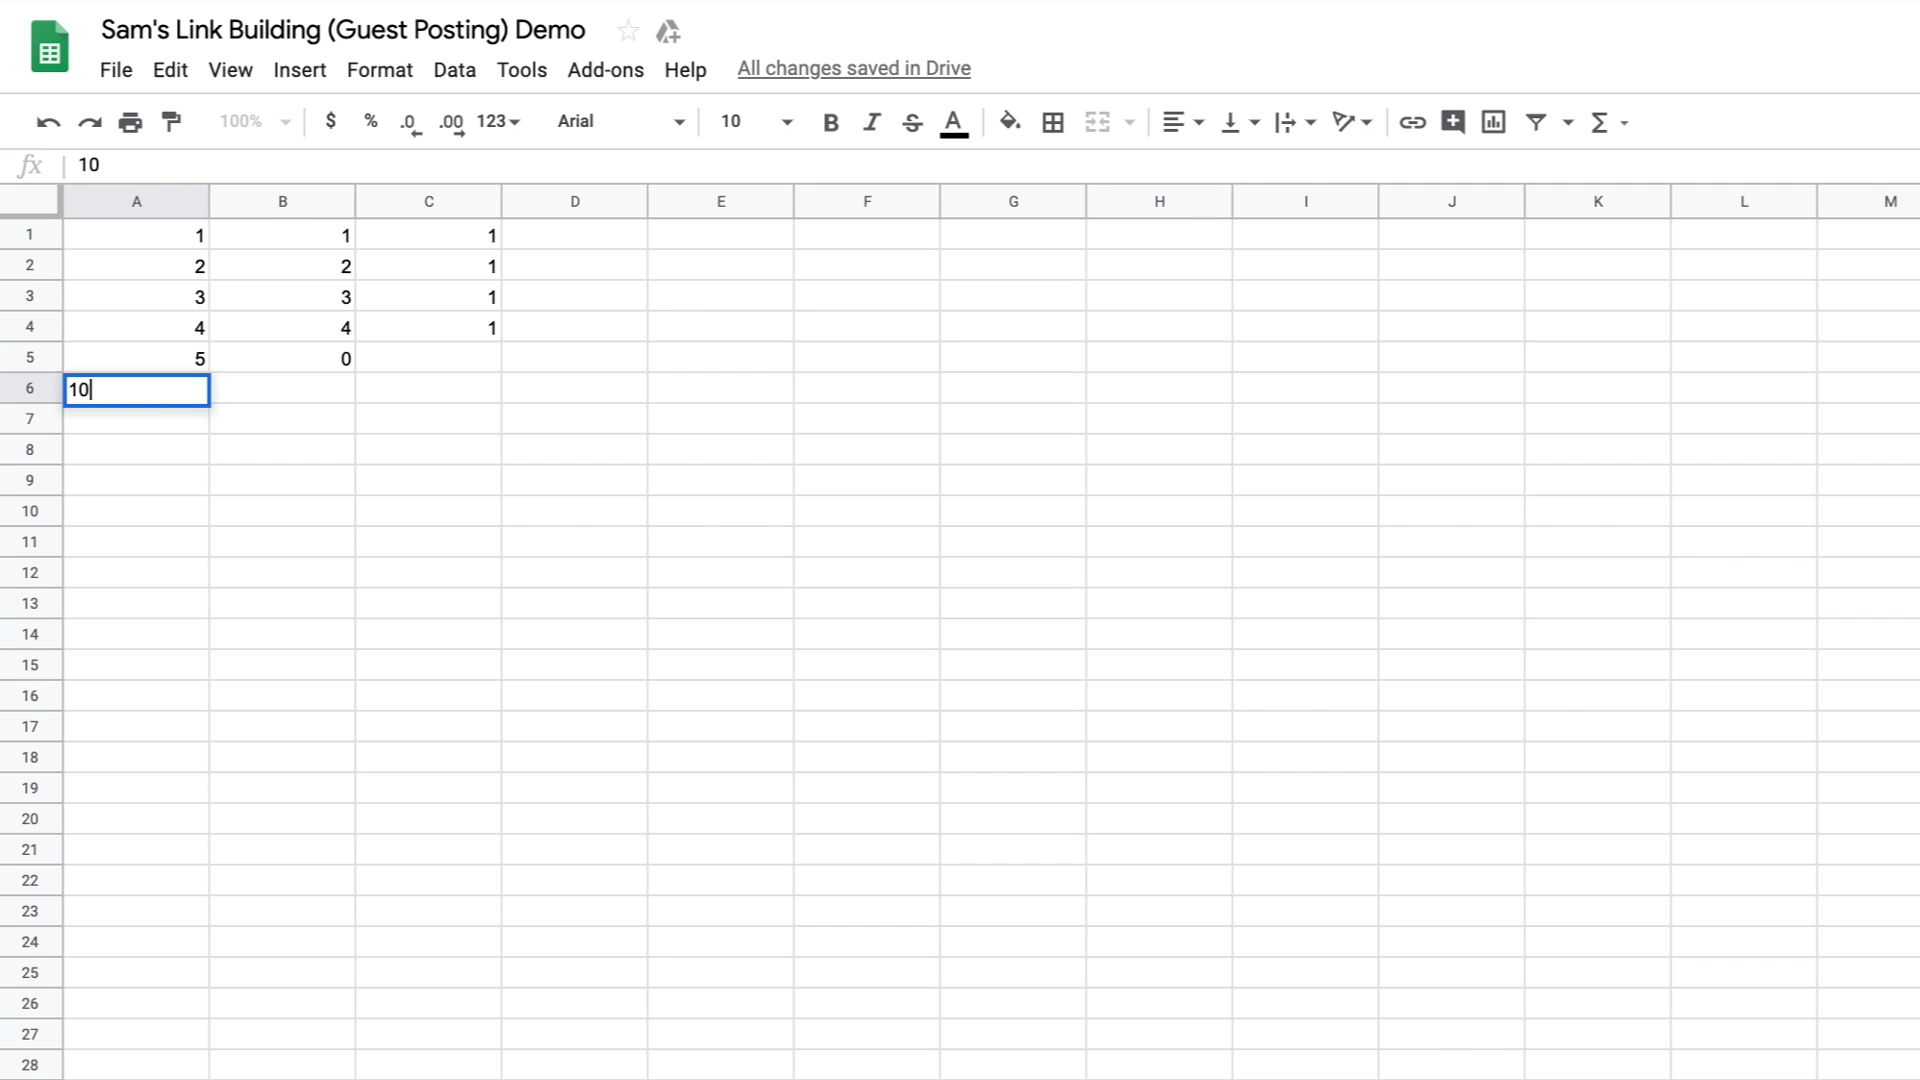 Sam's Link Building (Guest Posting) Demo
File Edit View Insert Format Data Tools Add-ons Help All changes saved in Drive
100% $ % .0 .00 123 Arial 10 B I S A
fx 10
A B C D E F G H I J K L M
1 1 1 1
2 2 2 1
3 3 3 1
4 4 4 1
5 5 0
6 10
7
8
9
10
11
12
13
14
15
16
17
18
19
20
21
22
23
24
25
26
27
28